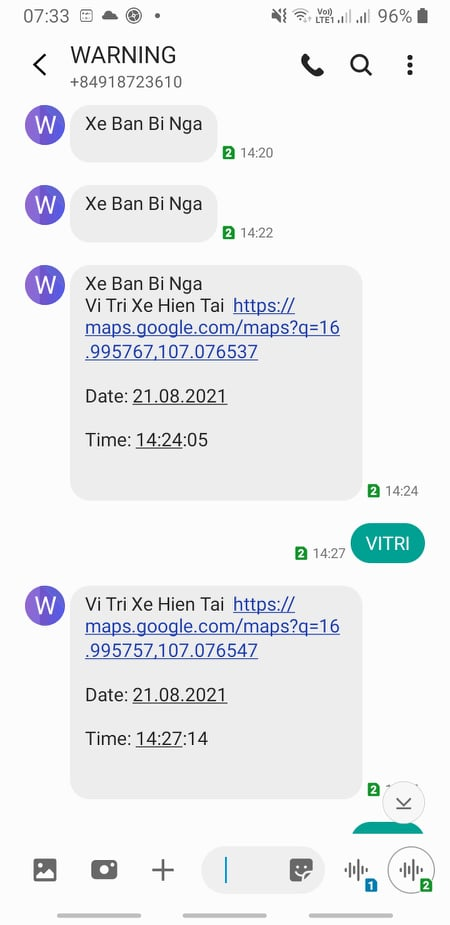 07:33 Vo)) LTE1 96%
WARNING
+84918723610
W
Xe Ban Bi Nga
2 14:20
W
Xe Ban Bi Nga
2 14:22
W
Xe Ban Bi Nga
Vi Tri Xe Hien Tai https://
maps.google.com/maps?q=16
.995767,107.076537
Date: 21.08.2021
Time: 14:24:05
2 14:24
2 14:27 VITRI
W
Vi Tri Xe Hien Tai https://
maps.google.com/maps?q=16
.995757,107.076547
Date: 21.08.2021
Time: 14:27:14
2
1 2